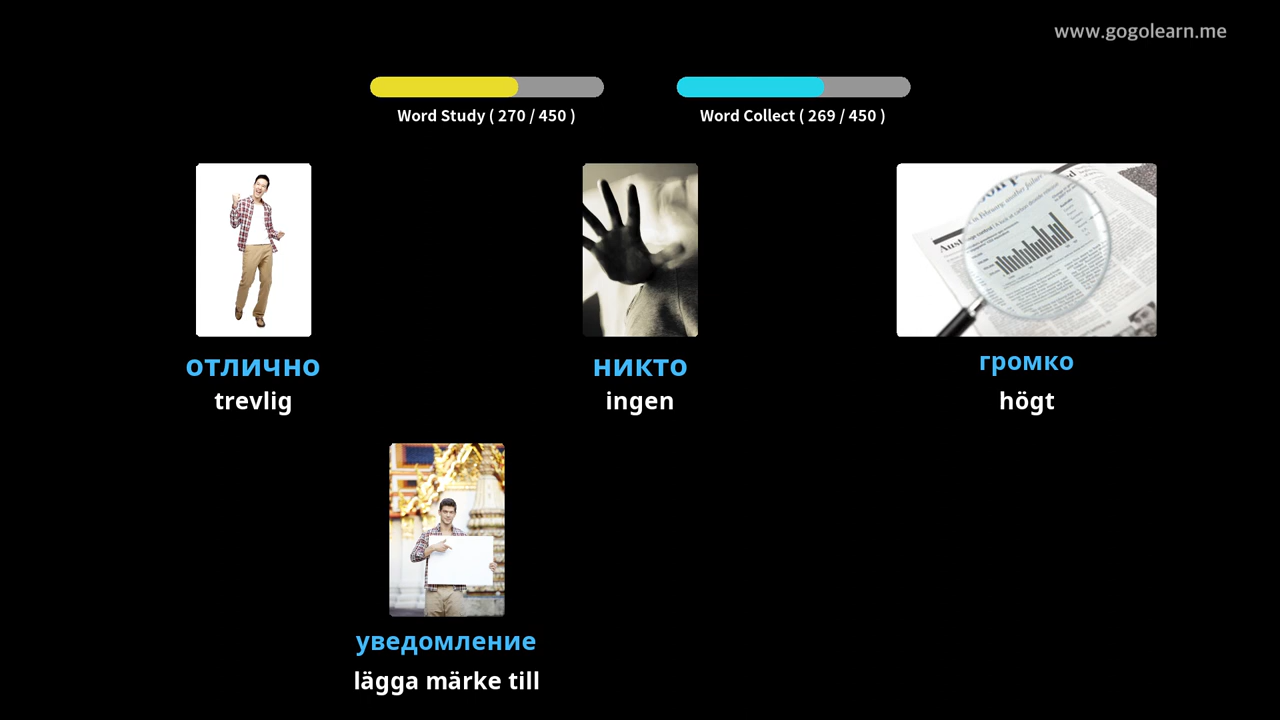 www.gogolearn.me
Word Study ( 270 / 450 )
Word Collect ( 269 / 450 )
отлично
никто
громко
trevlig
ingen
högt
уведомление
lägga märke till